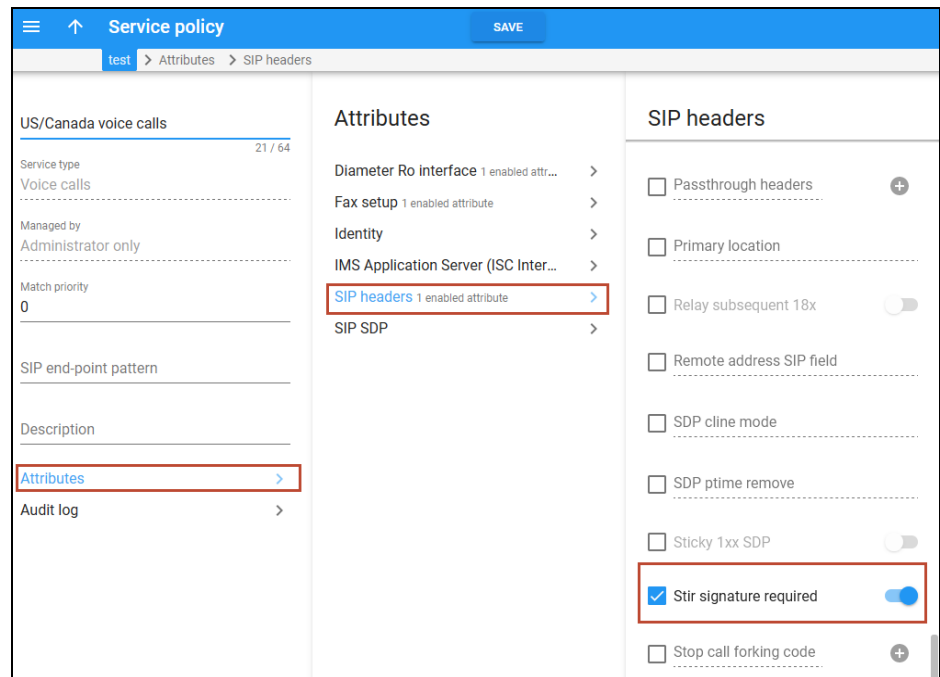 Service policy
SAVE
test > Attributes > SIP headers
US/Canada voice calls
21 / 64
Service type
Voice calls
Managed by
Administrator only
Match priority
0
SIP end-point pattern
Description
Attributes
Audit log
Attributes
Diameter Ro interface 1 enabled attr...
Fax setup 1 enabled attribute
Identity
IMS Application Server (ISC Inter...
SIP headers 1 enabled attribute
SIP SDP
SIP headers
Passthrough headers
Primary location
Relay subsequent 18x
Remote address SIP field
SDP cline mode
SDP ptime remove
Sticky 1xx SDP
Stir signature required
Stop call forking code